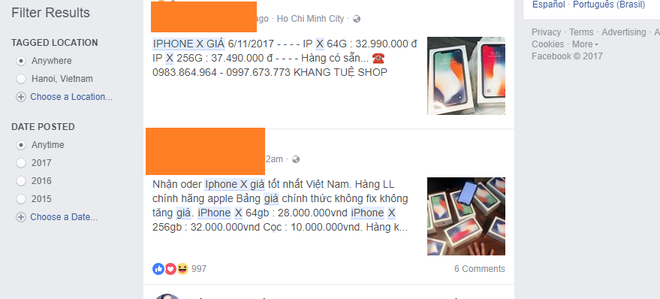 Filter Results
TAGGED LOCATION
Anywhere
Hanoi, Vietnam
Choose a Location...
DATE POSTED
Anytime
2017
2016
2015
Choose a Date...
ago · Ho Chi Minh City ·
IPHONE X GIÁ 6/11/2017 - - - - IP X 64G : 32.990.000 đ
IP X 256G : 37.490.000 đ - - - - Hàng có sẵn... ☎
0983.864.964 - 0997.673.773 KHANG TUỆ SHOP
2am ·
Nhận oder Iphone X giá tốt nhất Việt Nam. Hàng LL
chính hãng apple Bảng giá chính thức không fix không
tăng giá. iPhone X 64gb : 28.000.000vnd iPhone X
256gb : 32.000.000vnd Cọc : 10.000.000vnd. Hàng k...
997
6 Comments
Español · Português (Brasil)
Privacy · Terms · Advertising · A
Cookies · More
Facebook © 2017